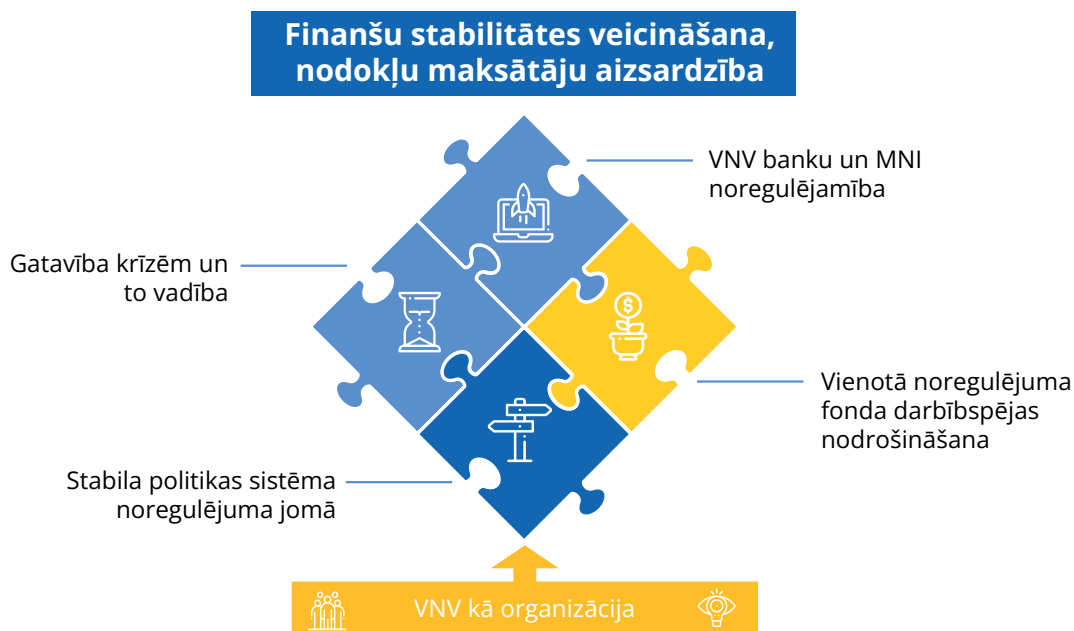 Finanšu stabilitātes veicināšana,
nodokļu maksātāju aizsardzība
VNV banku un MNI
noregulējamība
Gatavība krīzēm un
to vadība
$
Vienotā noregulējuma
fonda darbībspējas
nodrošināšana
Stabila politikas sistēma
noregulējuma jomā
VNV kā organizācija